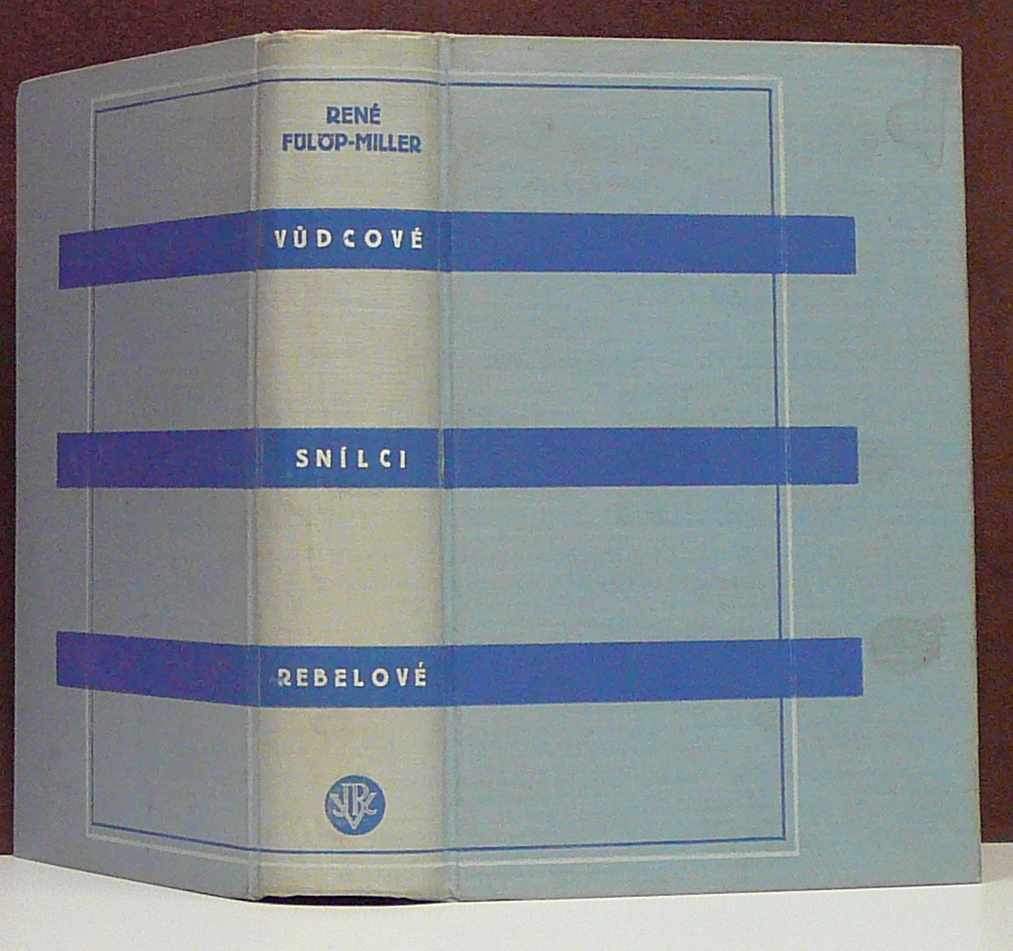 RENÉ
FÜLÖP-MILLER
VŮDCOVÉ
SNÍLCI
REBELOVÉ